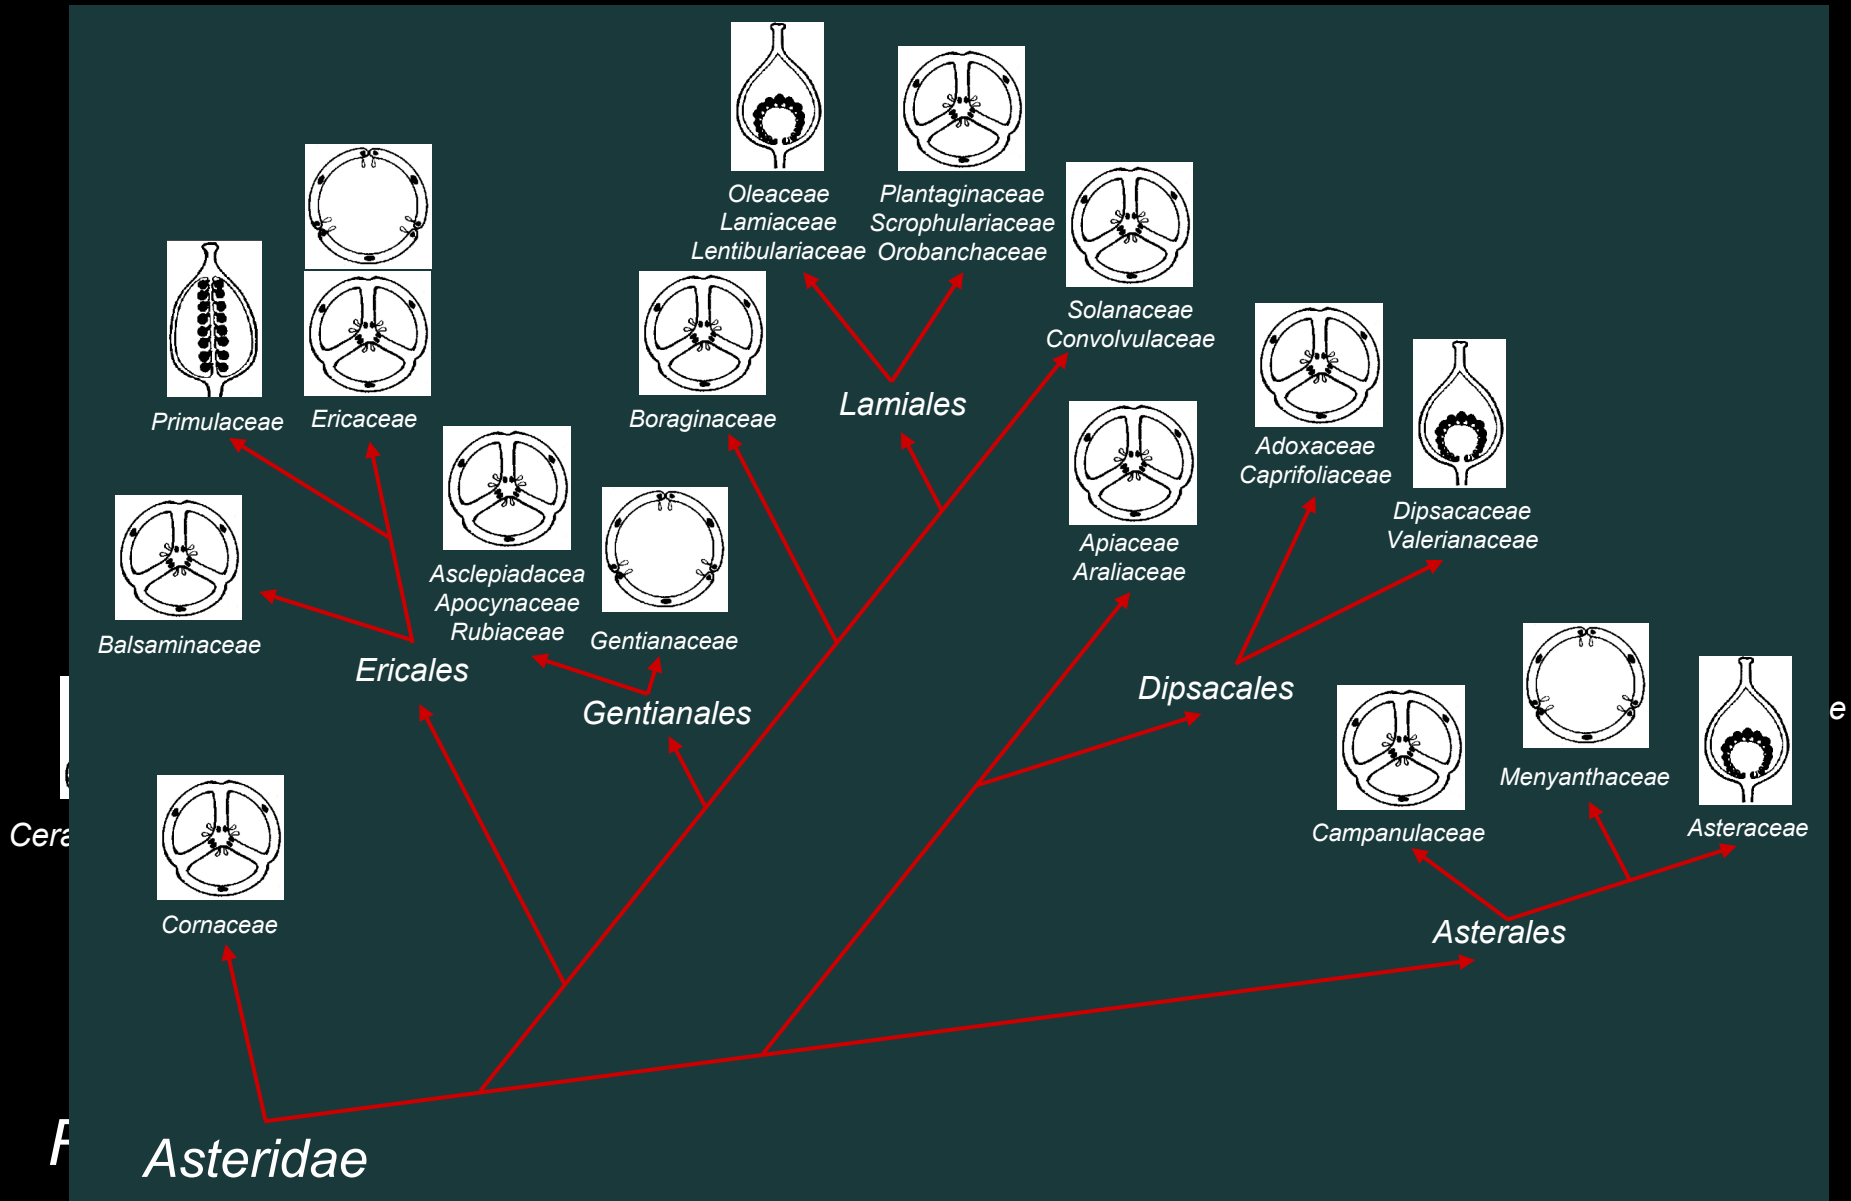 Oleaceae
Lamiaceae
Lentibulariaceae
Plantaginaceae
Scrophulariaceae
Orobanchaceae
Solanaceae
Convolvulaceae
Primulaceae
Ericaceae
Boraginaceae
Lamiales
Adoxaceae
Caprifoliaceae
Dipsacaceae
Valerianaceae
Apiaceae
Araliaceae
Asclepiadacea
Apocynaceae
Rubiaceae
Gentianaceae
Balsaminaceae
Ericales
Gentianales
Dipsacales
e
Menyanthaceae
Campanulaceae
Asteraceae
Cera
Cornaceae
Asterales
Asteridae